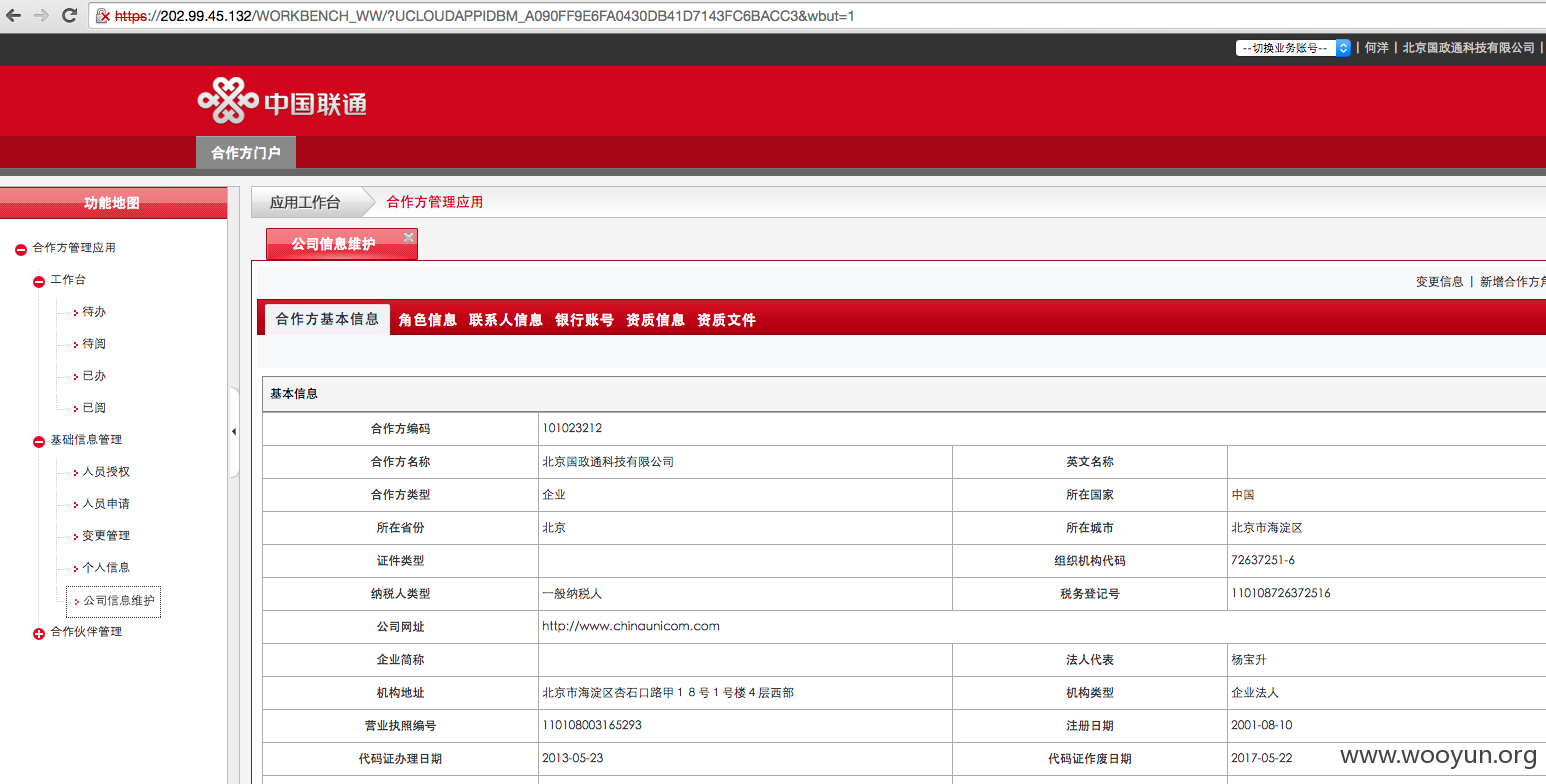 https://202.99.45.132/WORKBENCH_WW/?UCLOUDAPPIDBM_A090FF9E6FA0430DB41D7143FC6BACC3&wbut=1
--切换业务账号-- | 何洋 | 北京国政通科技有限公司 |
中国联通
合作方门户
功能地图
应用工作台 合作方管理应用
公司信息维护
合作方管理应用
工作台
待办
待阅
已办
已阅
基础信息管理
人员授权
人员申请
变更管理
个人信息
公司信息维护
合作伙伴管理
变更信息 | 新增合作方角
合作方基本信息 角色信息 联系人信息 银行账号 资质信息 资质文件
基本信息
合作方编码 101023212
合作方名称 北京国政通科技有限公司 英文名称
合作方类型 企业 所在国家 中国
所在省份 北京 所在城市 北京市海淀区
证件类型 组织机构代码 72637251-6
纳税人类型 一般纳税人 税务登记号 110108726372516
公司网址 http://www.chinaunicom.com
企业简称 法人代表 杨宝升
机构地址 北京市海淀区杏石口路甲１８号１号楼４层西部 机构类型 企业法人
营业执照编号 110108003165293 注册日期 2001-08-10
代码证办理日期 2013-05-23 代码证作废日期 2017-05-22
www.wooyun.org